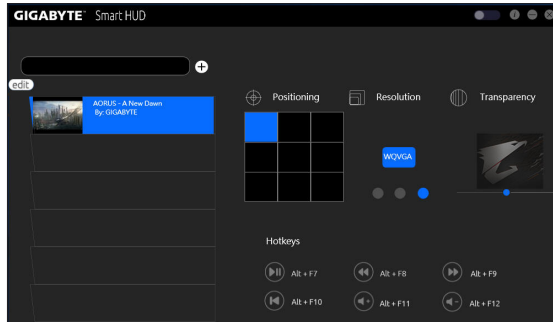 GIGABYTE™ Smart HUD
edit
AORUS - A New Dawn
By: GIGABYTE
Positioning
Resolution
Transparency
WQVGA
Hotkeys
Alt + F7
Alt + F8
Alt + F9
Alt + F10
Alt + F11
Alt + F12